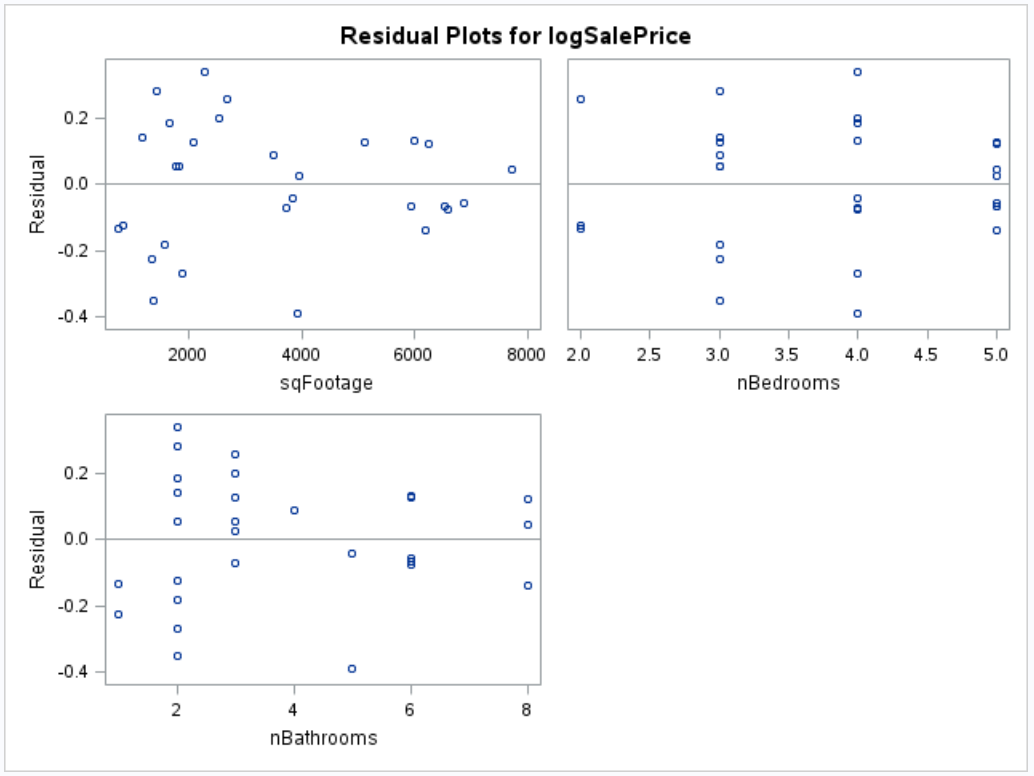 Residual Plots for logSalePrice
Residual
0.2
0.0
-0.2
-0.4
2000 4000 6000 8000
sqFootage
2.0 2.5 3.0 3.5 4.0 4.5 5.0
nBedrooms
Residual
0.2
0.0
-0.2
-0.4
2 4 6 8
nBathrooms